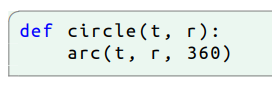 def circle(t, r):
    arc(t, r, 360)